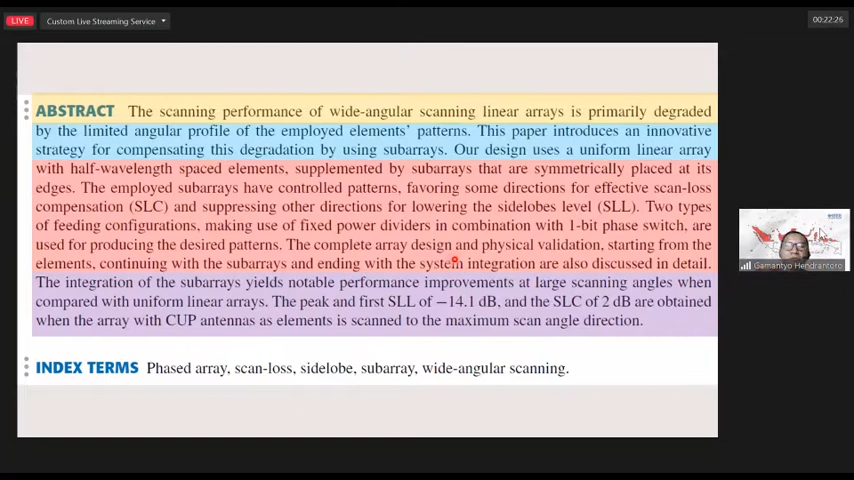 LIVE
Custom Live Streaming Service
00:22:26
ABSTRACT The scanning performance of wide-angular scanning linear arrays is primarily degraded
by the limited angular profile of the employed elements' patterns. This paper introduces an innovative
strategy for compensating this degradation by using subarrays. Our design uses a uniform linear array
with half-wavelength spaced elements, supplemented by subarrays that are symmetrically placed at its
edges. The employed subarrays have controlled patterns, favoring some directions for effective scan-loss
compensation (SLC) and suppressing other directions for lowering the sidelobes level (SLL). Two types
of feeding configurations, making use of fixed power dividers in combination with 1-bit phase switch, are
used for producing the desired patterns. The complete array design and physical validation, starting from the
elements, continuing with the subarrays and ending with the system integration are also discussed in detail.
The integration of the subarrays yields notable performance improvements at large scanning angles when
compared with uniform linear arrays. The peak and first SLL of −14.1 dB, and the SLC of 2 dB are obtained
when the array with CUP antennas as elements is scanned to the maximum scan angle direction.
INDEX TERMS Phased array, scan-loss, sidelobe, subarray, wide-angular scanning.
Gamantyo Hendrantoro